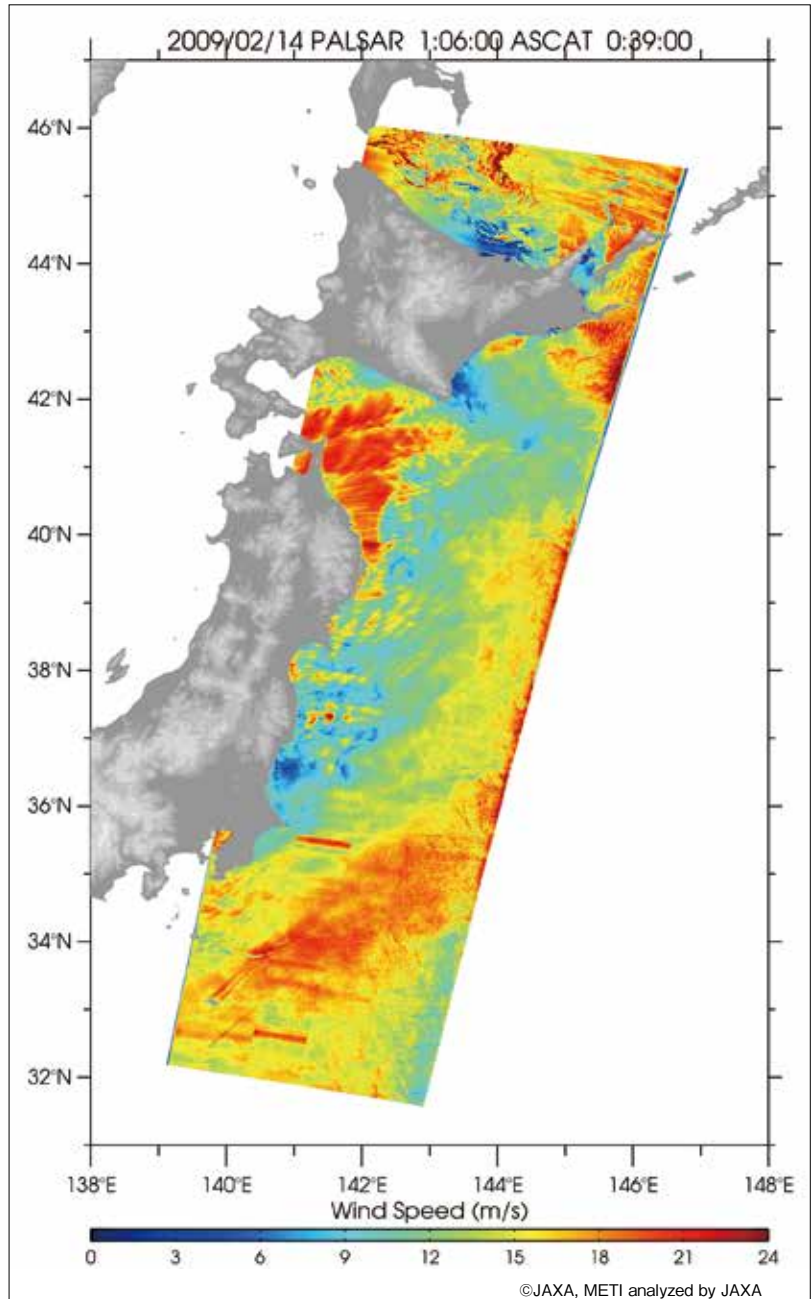 2009/02/14 PALSAR 1:06:00 ASCAT 0:39:00
46°N
44°N
42°N
40°N
38°N
36°N
34°N
32°N
138°E 140°E 142°E 144°E 146°E 148°E
Wind Speed (m/s)
0 3 6 9 12 15 18 21 24
©JAXA, METI analyzed by JAXA